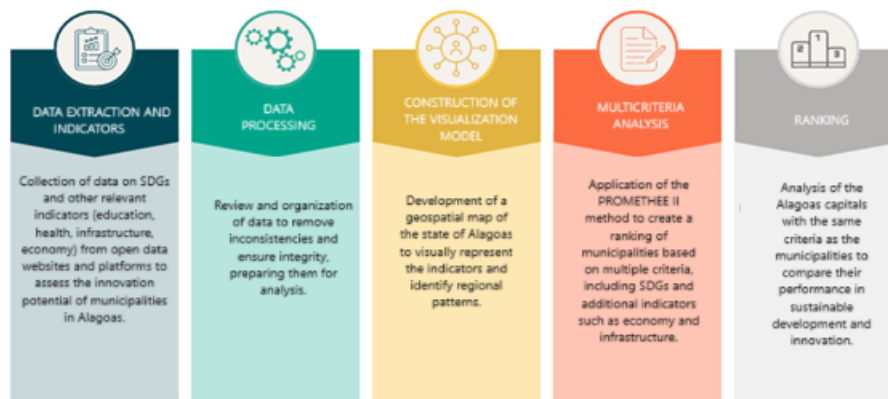 DATA EXTRACTION AND
INDICATORS
Collection of data on SDGs
and other relevant
indicators (education,
health, infrastructure,
economy) from open data
websites and platforms to
assess the innovation
potential of municipalities
in Alagoas.
DATA
PROCESSING
Review and organization
of data to remove
inconsistencies and
ensure integrity,
preparing them for
analysis.
CONSTRUCTION OF
THE VISUALIZATION
MODEL
Development of a
geospatial map of
the state of Alagoas
to visually represent
the indicators and
identify regional
patterns.
MULTICRITERIA
ANALYSIS
Application of the
PROMETHEE II
method to create a
ranking of
municipalities based
on multiple criteria,
including SDGs and
additional indicators
such as economy and
infrastructure.
2 1 3
RANKING
Analysis of the
Alagoas capitals
with the same
criteria as the
municipalities to
compare their
performance in
sustainable
development and
innovation.